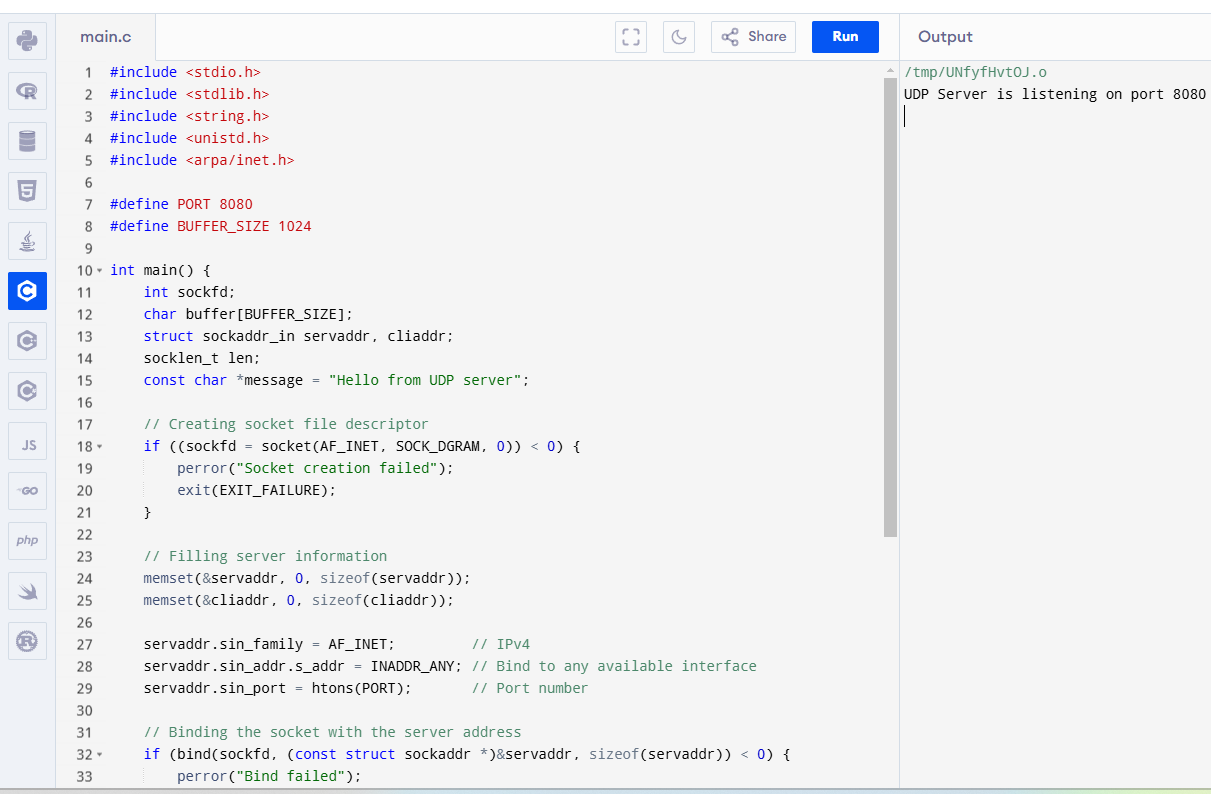 main.c
Share
Run
Output
1 #include <stdio.h>
2 #include <stdlib.h>
3 #include <string.h>
4 #include <unistd.h>
5 #include <arpa/inet.h>
6
7 #define PORT 8080
8 #define BUFFER_SIZE 1024
9
10 int main() {
11     int sockfd;
12     char buffer[BUFFER_SIZE];
13     struct sockaddr_in servaddr, cliaddr;
14     socklen_t len;
15     const char *message = "Hello from UDP server";
16
17     // Creating socket file descriptor
18     if ((sockfd = socket(AF_INET, SOCK_DGRAM, 0)) < 0) {
19         perror("Socket creation failed");
20         exit(EXIT_FAILURE);
21     }
22
23     // Filling server information
24     memset(&servaddr, 0, sizeof(servaddr));
25     memset(&cliaddr, 0, sizeof(cliaddr));
26
27     servaddr.sin_family = AF_INET;         // IPv4
28     servaddr.sin_addr.s_addr = INADDR_ANY; // Bind to any available interface
29     servaddr.sin_port = htons(PORT);       // Port number
30
31     // Binding the socket with the server address
32     if (bind(sockfd, (const struct sockaddr *)&servaddr, sizeof(servaddr)) < 0) {
33         perror("Bind failed");
/tmp/UNfyfHvtOJ.o
UDP Server is listening on port 8080
R
5
C
C
C
JS
GO
php
R